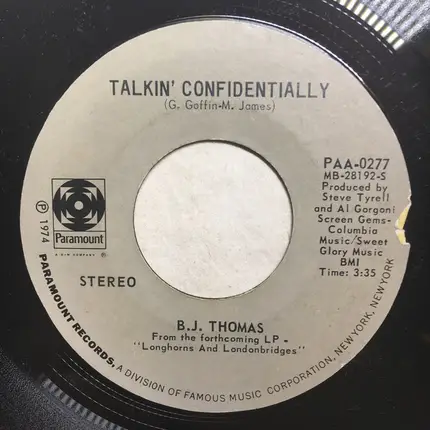 TALKIN' CONFIDENTIALLY
(G. Goffin-M. James)
PAA-0277
MB-28192-S
Produced by
Steve Tyrell
and Al Gorgoni
Screen Gems-
Columbia
Music/Sweet
Glory Music
BMI
Time: 3:35
Ⓟ 1974
Paramount
A G+W COMPANY
STEREO
B.J. THOMAS
From the forthcoming LP -
"Longhorns And Londonbridges"
PARAMOUNT RECORDS, A DIVISION OF FAMOUS MUSIC CORPORATION, NEW YORK, NEW YORK